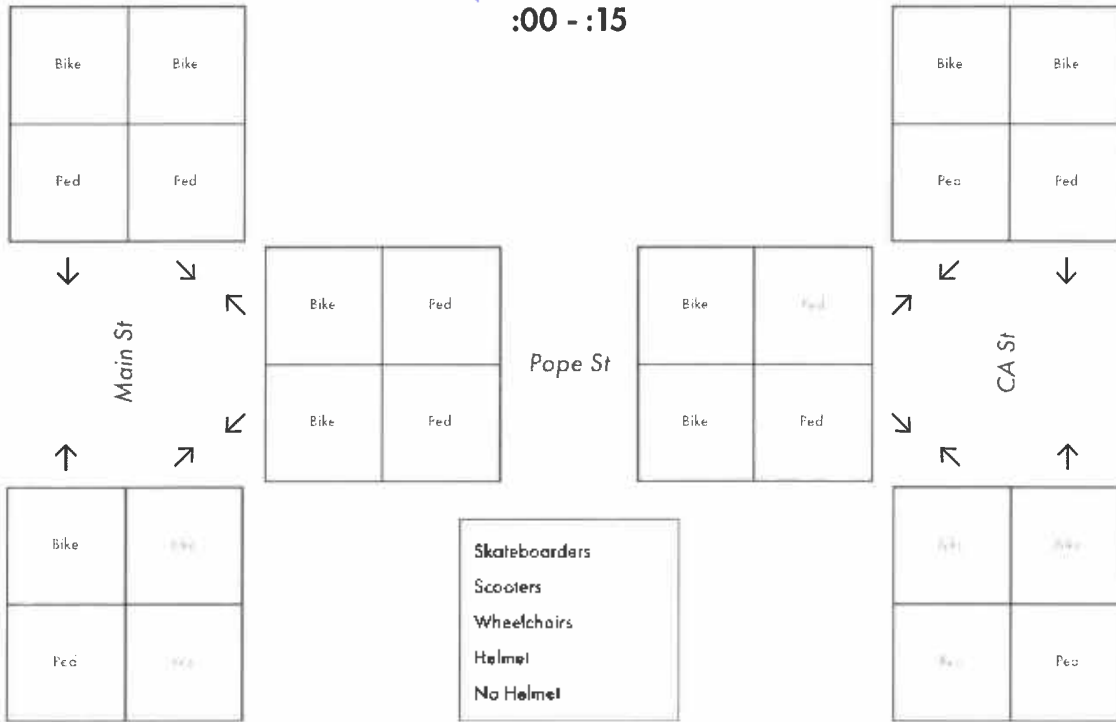 :00 - :15
Bike Bike
Ped Ped
Bike Bike
Ped Ped
Main St
Bike Ped
Bike Ped
Pope St
Bike
Bike Ped
CA St
Bike
Ped
Skateboarders
Scooters
Wheelchairs
Helmet
No Helmet
Ped